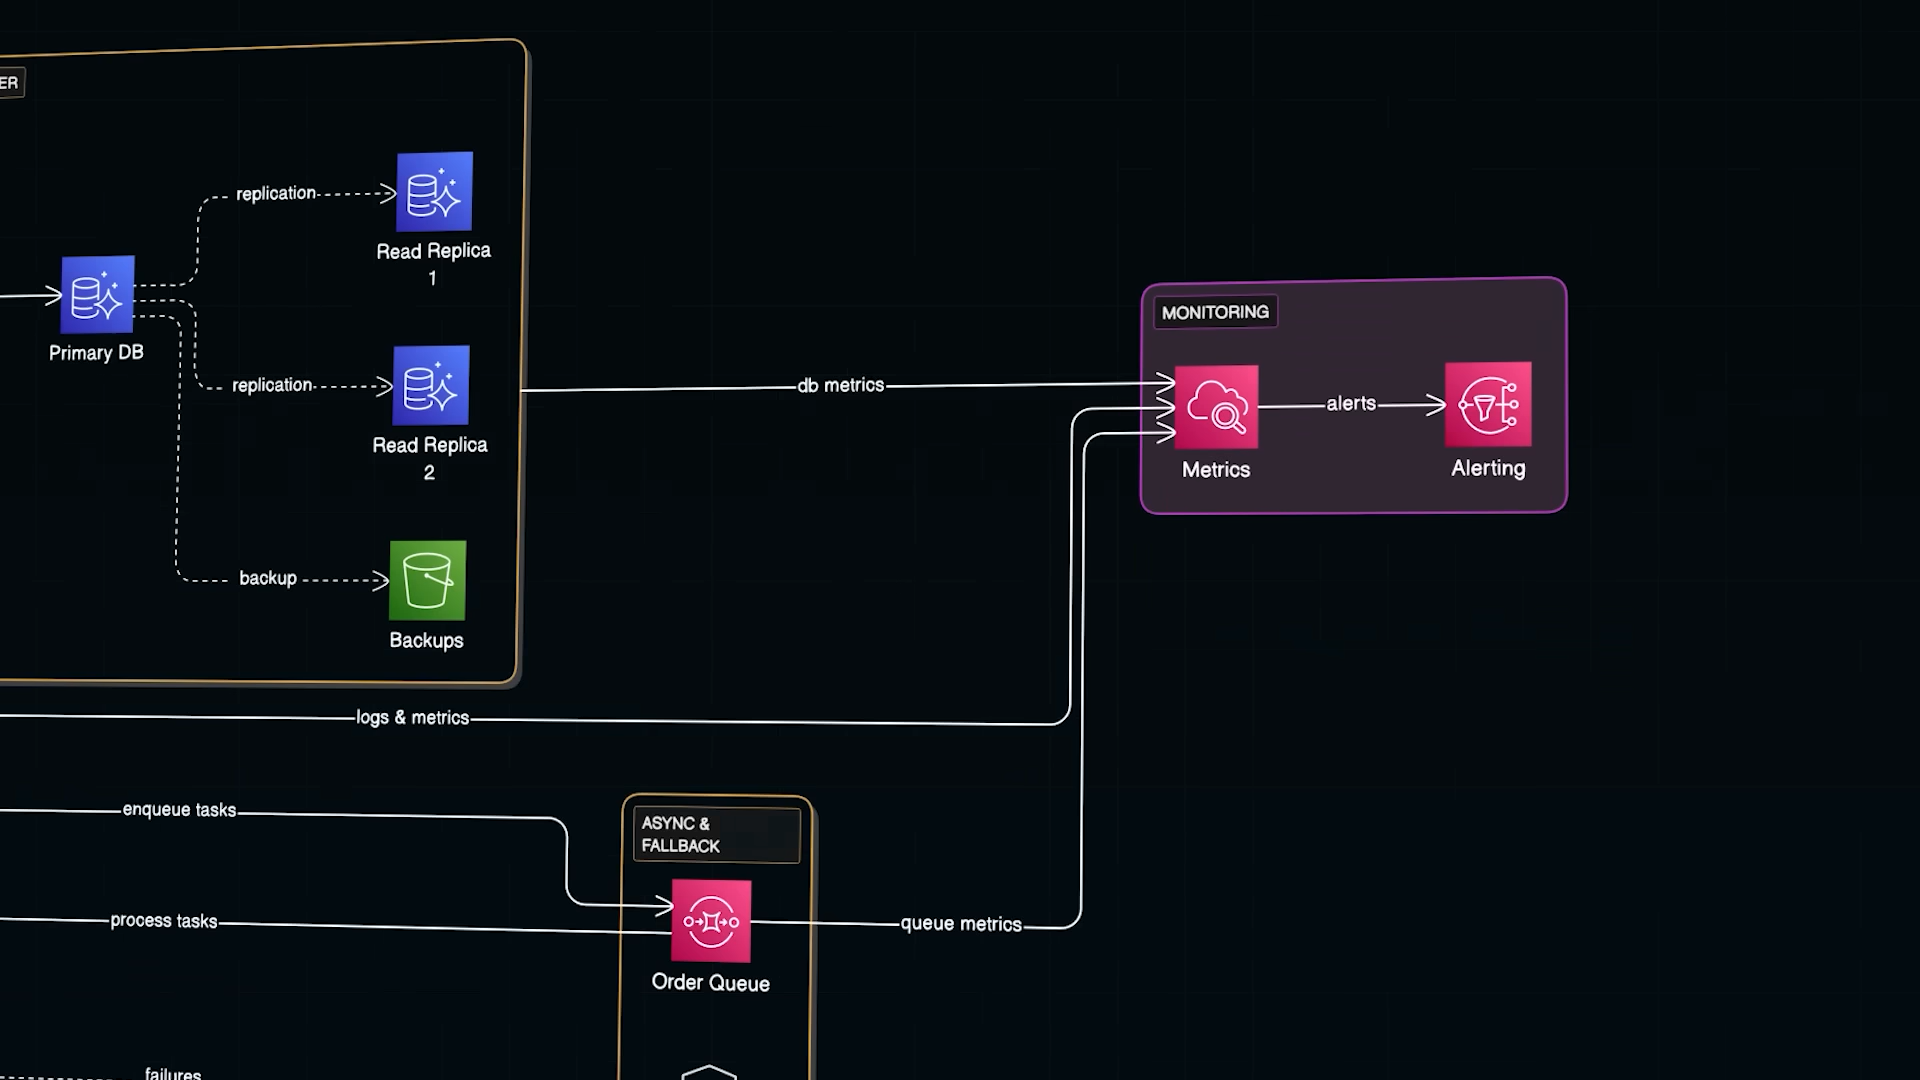 ER
replication
Read Replica
1
Primary DB
replication
Read Replica
2
backup
Backups
db metrics
MONITORING
Metrics
alerts
Alerting
logs & metrics
enqueue tasks
ASYNC &
FALLBACK
process tasks
Order Queue
queue metrics
failures